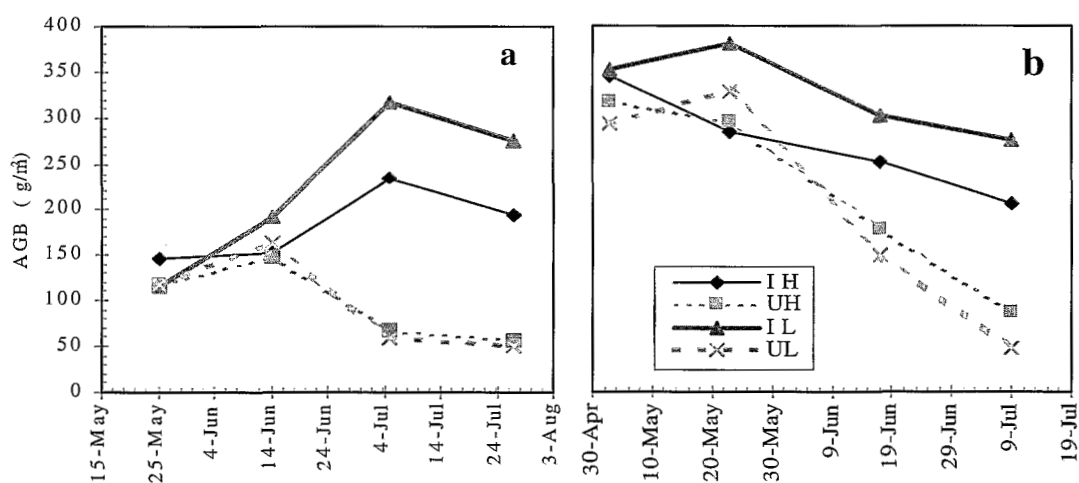 400
350
300
250
200
150
100
50
0
AGB ( g/m²)
a
15-May
25-May
4-Jun
14-Jun
24-Jun
4-Jul
14-Jul
24-Jul
3-Aug
b
I H
UH
I L
UL
30-Apr
10-May
20-May
30-May
9-Jun
19-Jun
29-Jun
9-Jul
19-Jul